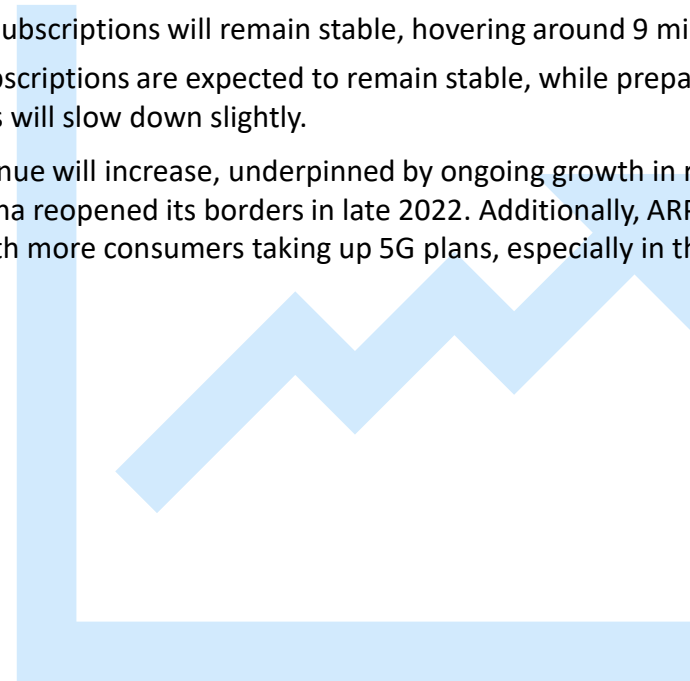 ubscriptions will remain stable, hovering around 9 mi
scriptions are expected to remain stable, while prepa
s will slow down slightly.
nue will increase, underpinned by ongoing growth in r
na reopened its borders in late 2022. Additionally, ARP
th more consumers taking up 5G plans, especially in th